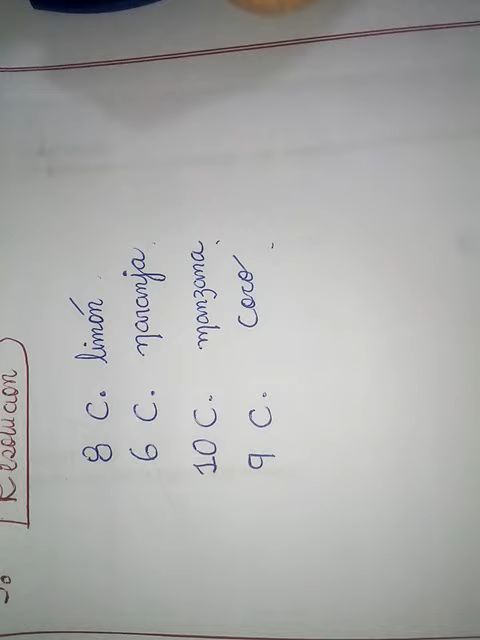 Resolución
8 C. limón.
6 C. naranja.
10 C. manzana.
9 C. coco.